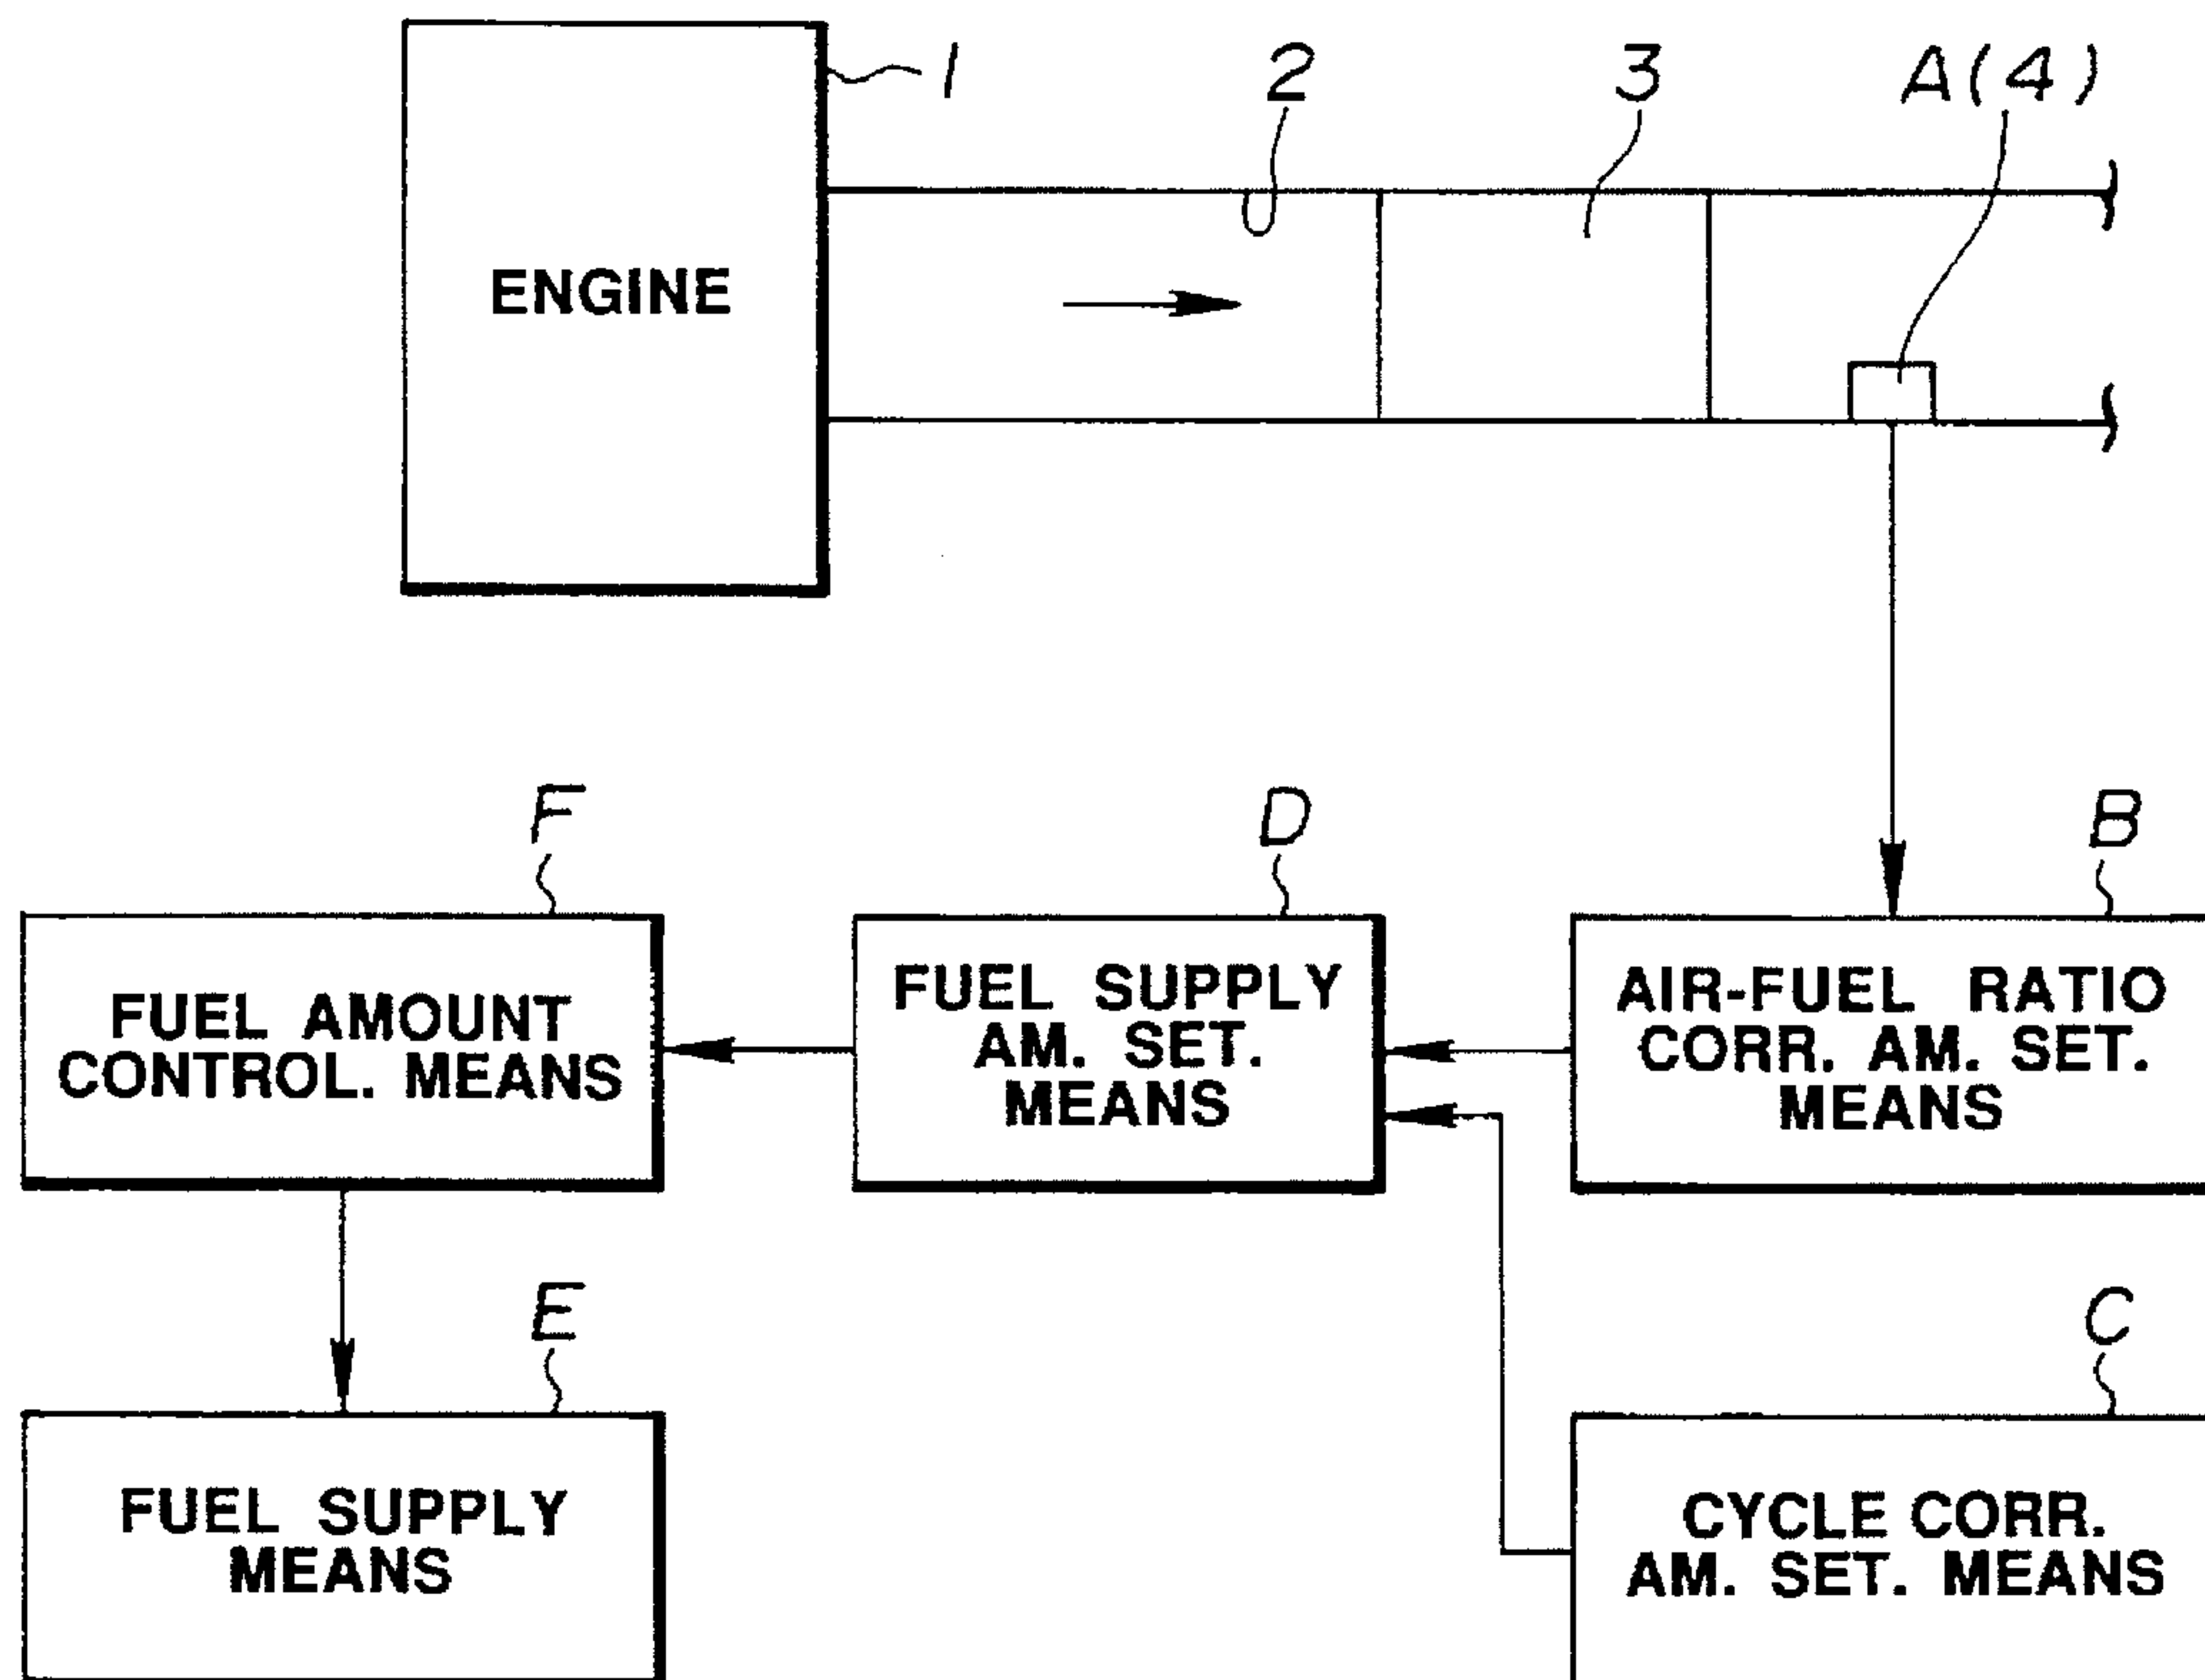 1
2
3
A(4)
ENGINE
F
D
B
FUEL AMOUNT
CONTROL. MEANS
FUEL SUPPLY
AM. SET.
MEANS
AIR-FUEL RATIO
CORR. AM. SET.
MEANS
E
C
FUEL SUPPLY
MEANS
CYCLE CORR.
AM. SET. MEANS